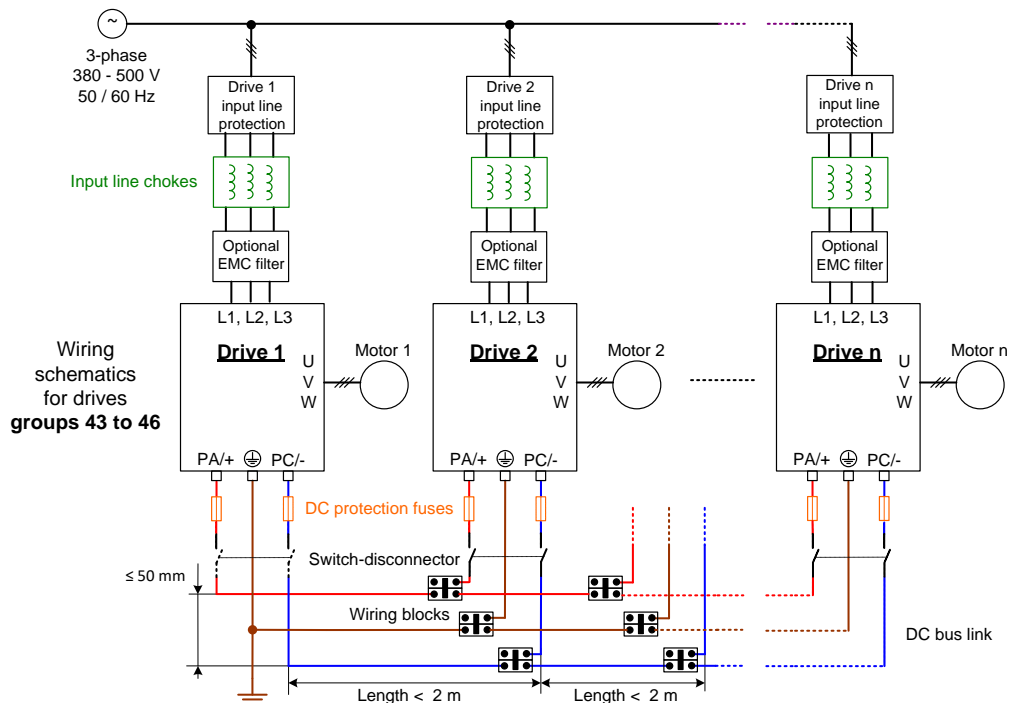 ~
3-phase
380 - 500 V
50 / 60 Hz
Drive 1
input line
protection
Drive 2
input line
protection
Drive n
input line
protection
Input line chokes
Optional
EMC filter
Optional
EMC filter
Optional
EMC filter
L1, L2, L3
Drive 1
U
V
W
Motor 1
L1, L2, L3
Drive 2
U
V
W
Motor 2
L1, L2, L3
Drive n
U
V
W
Motor n
Wiring
schematics
for drives
groups 43 to 46
PA/+ PC/-
PA/+ PC/-
PA/+ PC/-
DC protection fuses
Switch-disconnector
≤ 50 mm
Wiring blocks
DC bus link
Length < 2 m
Length < 2 m